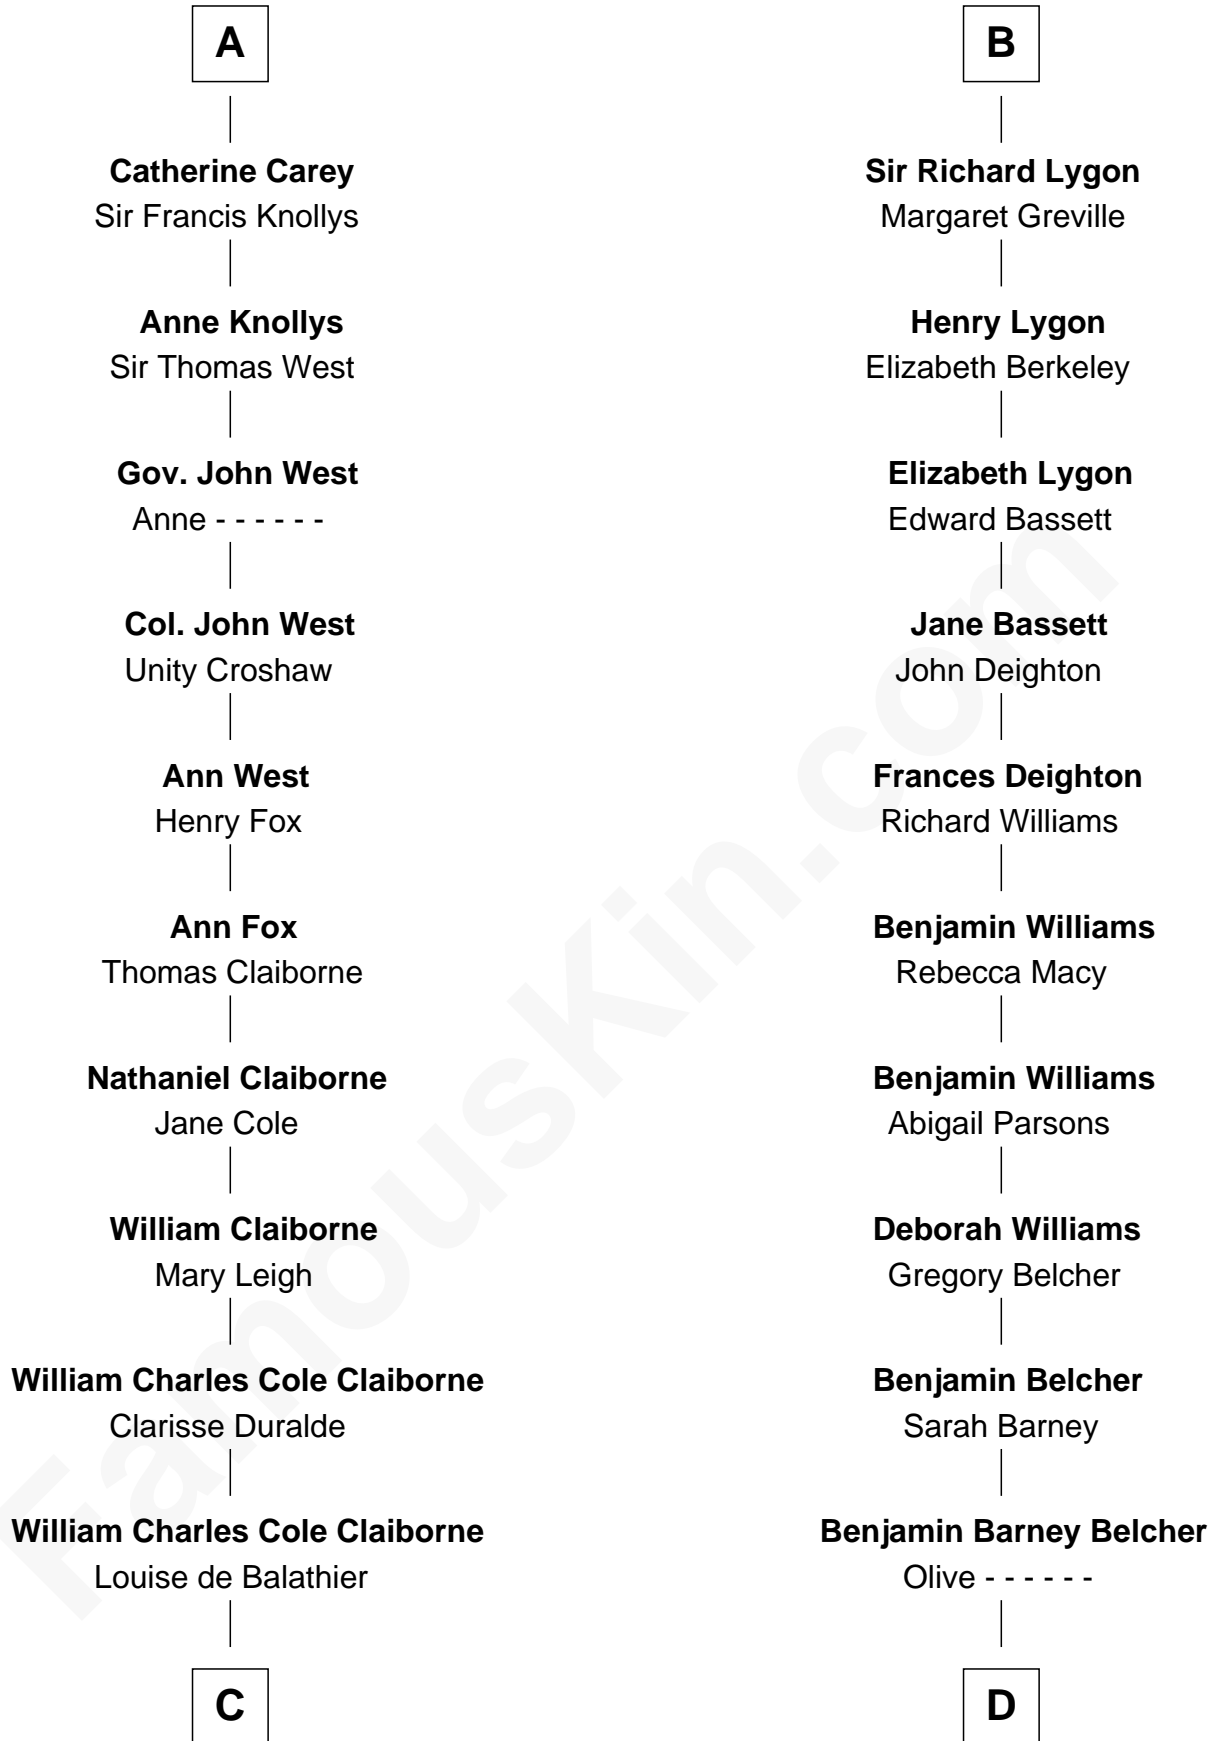 A
Catherine Carey
Sir Francis Knollys
Anne Knollys
Sir Thomas West
Gov. John West
Anne - - - - - -
Col. John West
Unity Croshaw
Ann West
Henry Fox
Ann Fox
Thomas Claiborne
Nathaniel Claiborne
Jane Cole
William Claiborne
Mary Leigh
William Charles Cole Claiborne
Clarisse Duralde
William Charles Cole Claiborne
Louise de Balathier
C
B
Sir Richard Lygon
Margaret Greville
Henry Lygon
Elizabeth Berkeley
Elizabeth Lygon
Edward Bassett
Jane Bassett
John Deighton
Frances Deighton
Richard Williams
Benjamin Williams
Rebecca Macy
Benjamin Williams
Abigail Parsons
Deborah Williams
Gregory Belcher
Benjamin Belcher
Sarah Barney
Benjamin Barney Belcher
Olive - - - - - -
D
FamousKin.com